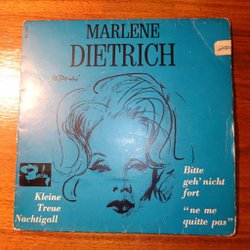 MARLENE
DIETRICH
Kleine
Treue
Nachtigall
Bitte
geh' nicht
fort
"ne me
quitte pas"